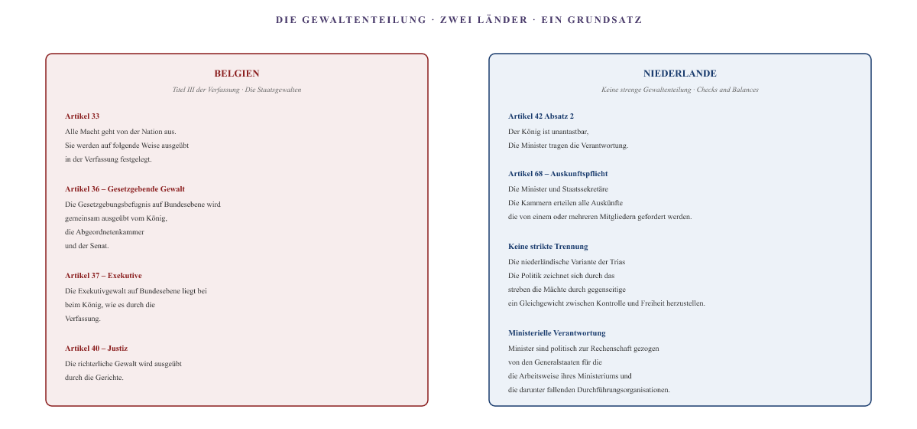 DIE GEWALTENTEILUNG · ZWEI LÄNDER · EIN GRUNDSATZ
BELGIEN
Titel III der Verfassung · Die Staatsgewalten
Artikel 33
Alle Macht geht von der Nation aus.
Sie werden auf folgende Weise ausgeübt
in der Verfassung festgelegt.
Artikel 36 – Gesetzgebende Gewalt
Die Gesetzgebungsbefugnis auf Bundesebene wird
gemeinsam ausgeübt vom König,
die Abgeordnetenkammer
und der Senat.
Artikel 37 – Exekutive
Die Exekutivgewalt auf Bundesebene liegt bei
beim König, wie es durch die
Verfassung.
Artikel 40 – Justiz
Die richterliche Gewalt wird ausgeübt
durch die Gerichte.
NIEDERLANDE
Keine strenge Gewaltenteilung · Checks and Balances
Artikel 42 Absatz 2
Der König ist unantastbar,
Die Minister tragen die Verantwortung.
Artikel 68 – Auskunftspflicht
Die Minister und Staatssekretäre
Die Kammern erteilen alle Auskünfte
die von einem oder mehreren Mitgliedern gefordert werden.
Keine strikte Trennung
Die niederländische Variante der Trias
Die Politik zeichnet sich durch das
streben die Mächte durch gegenseitige
ein Gleichgewicht zwischen Kontrolle und Freiheit herzustellen.
Ministerielle Verantwortung
Minister sind politisch zur Rechenschaft gezogen
von den Generalstaaten für die
die Arbeitsweise ihres Ministeriums und
die darunter fallenden Durchführungsorganisationen.